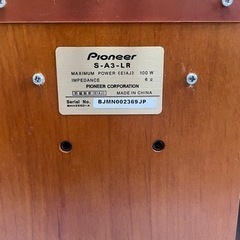 Pioneer
S-A3-LR
MAXIMUM POWER (EIAJ) 100 W
IMPEDANCE 6 Ω
PIONEER CORPORATION
MADE IN CHINA
Serial No. BJMN002369JP